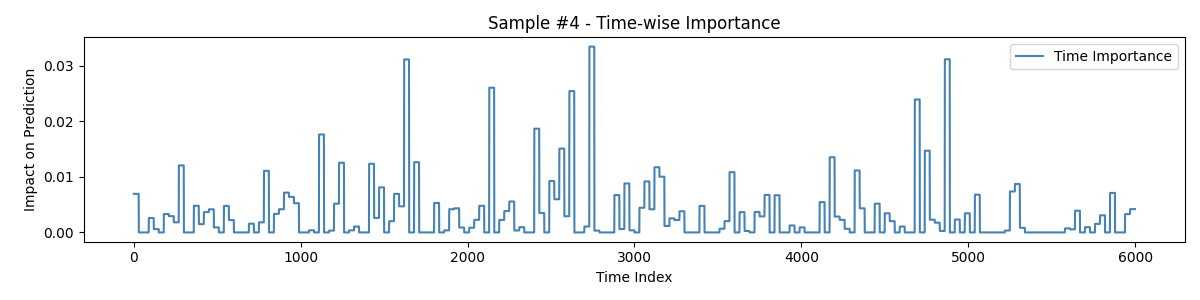 Sample #4 - Time-wise Importance
Time Importance
Impact on Prediction
0.03
0.02
0.01
0.00
0 1000 2000 3000 4000 5000 6000
Time Index